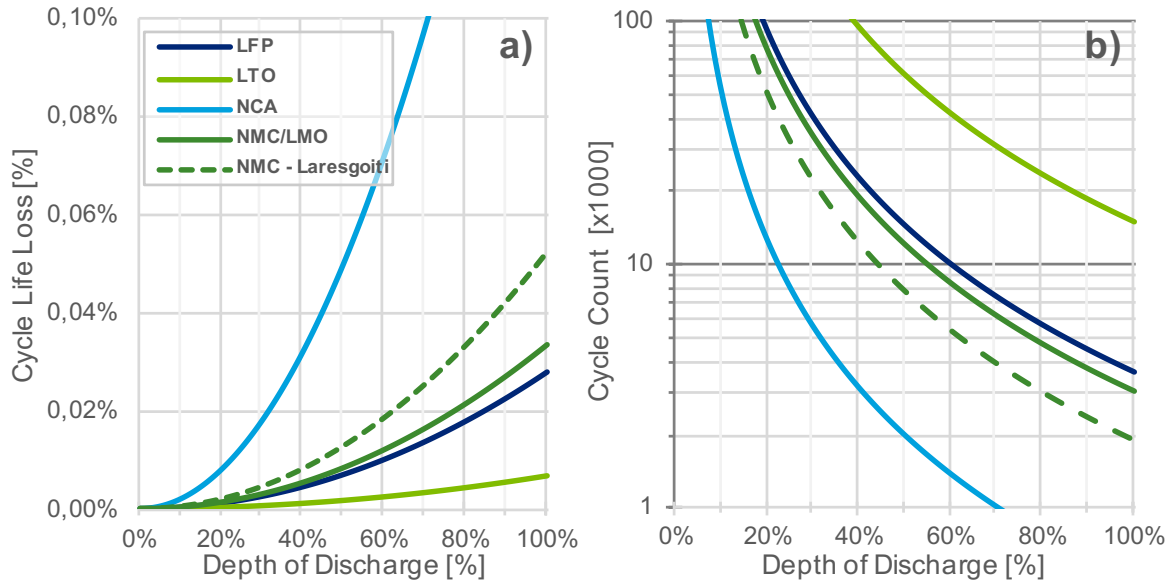 a)
Cycle Life Loss [%]
0,10%
0,08%
0,06%
0,04%
0,02%
0,00%
LFP
LTO
NCA
NMC/LMO
NMC - Laresgoiti
0% 20% 40% 60% 80% 100%
Depth of Discharge [%]
b)
Cycle Count [x1000]
100
10
1
0% 20% 40% 60% 80% 100%
Depth of Discharge [%]